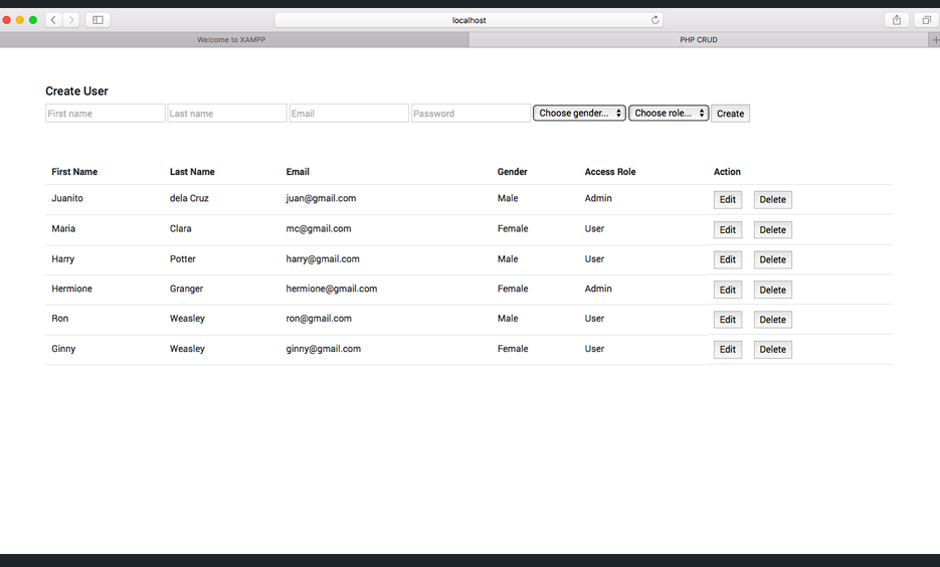 localhost
Welcome to XAMPP PHP CRUD
Create User
First name Last name Email Password Choose gender... Choose role... Create
First Name Last Name Email Gender Access Role Action
Juanito dela Cruz juan@gmail.com Male Admin Edit Delete
Maria Clara mc@gmail.com Female User Edit Delete
Harry Potter harry@gmail.com Male User Edit Delete
Hermione Granger hermione@gmail.com Female Admin Edit Delete
Ron Weasley ron@gmail.com Male User Edit Delete
Ginny Weasley ginny@gmail.com Female User Edit Delete